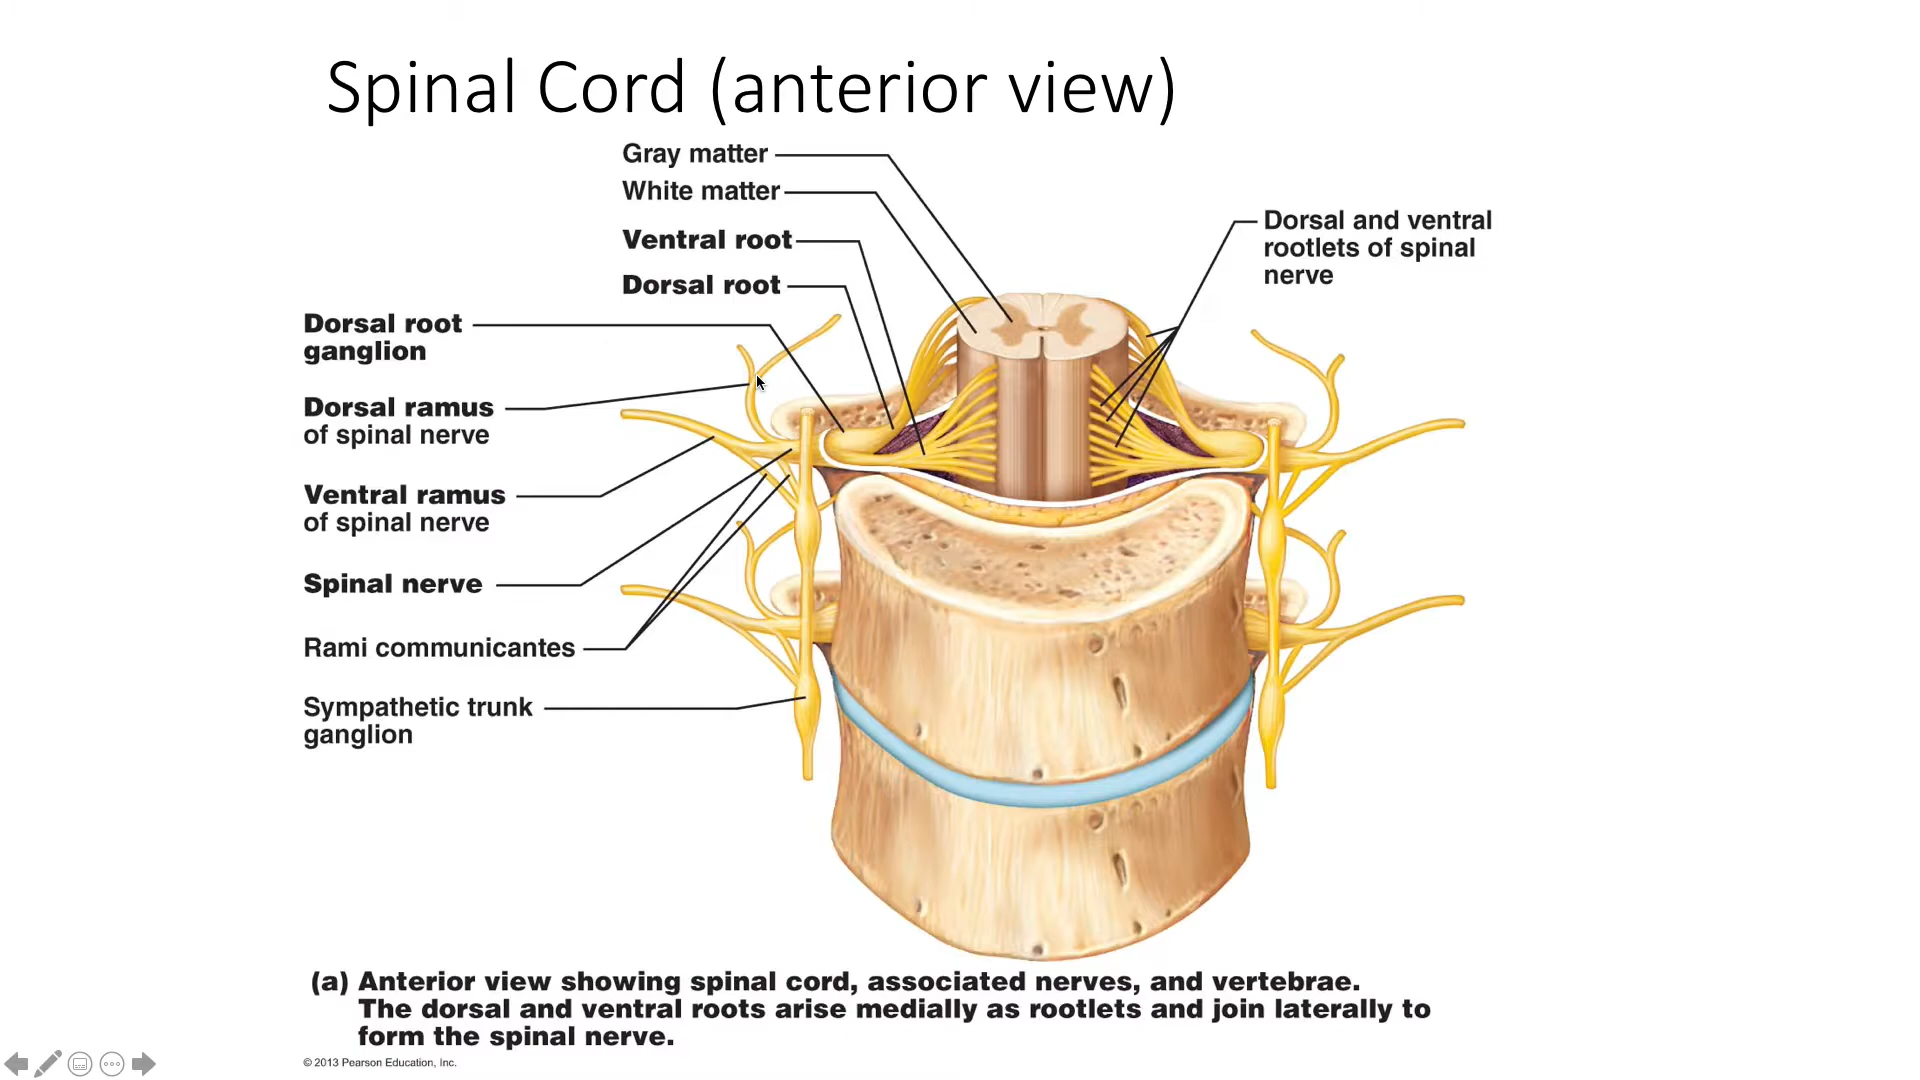 Spinal Cord (anterior view)
Gray matter
White matter
Ventral root
Dorsal root
Dorsal and ventral
rootlets of spinal
nerve
Dorsal root
ganglion
Dorsal ramus
of spinal nerve
Ventral ramus
of spinal nerve
Spinal nerve
Rami communicantes
Sympathetic trunk
ganglion
(a) Anterior view showing spinal cord, associated nerves, and vertebrae.
The dorsal and ventral roots arise medially as rootlets and join laterally to
form the spinal nerve.
© 2013 Pearson Education, Inc.